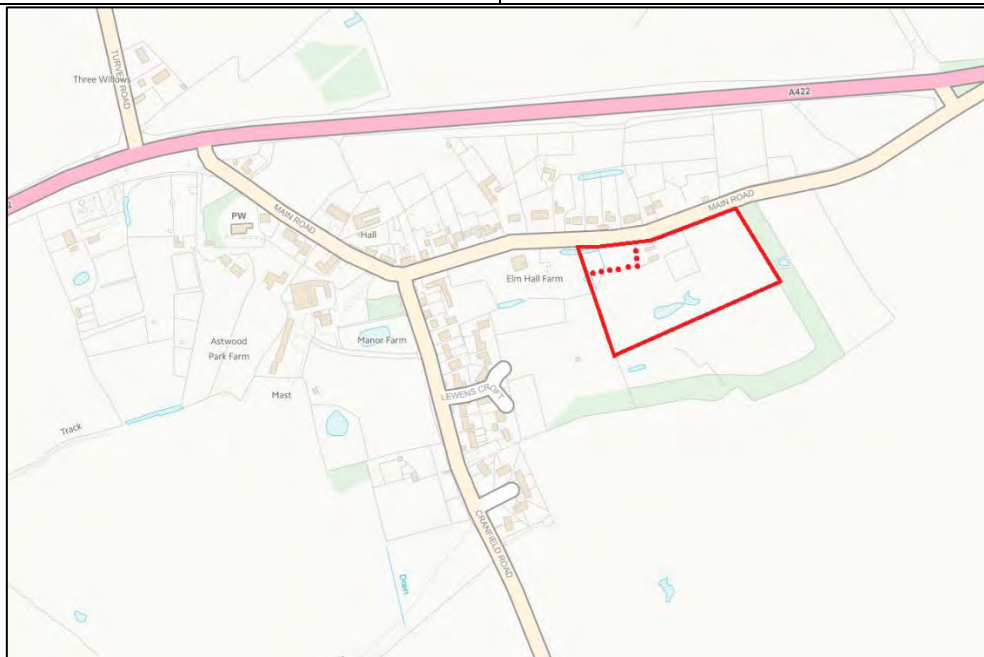 Three Willows
TURVEY ROAD
A422
MAIN ROAD
PW
MAIN ROAD
Hall
Elm Hall Farm
Astwood
Park Farm
Manor Farm
Mast
LEWENS CROFT
Track
CRANFIELD ROAD
Drain